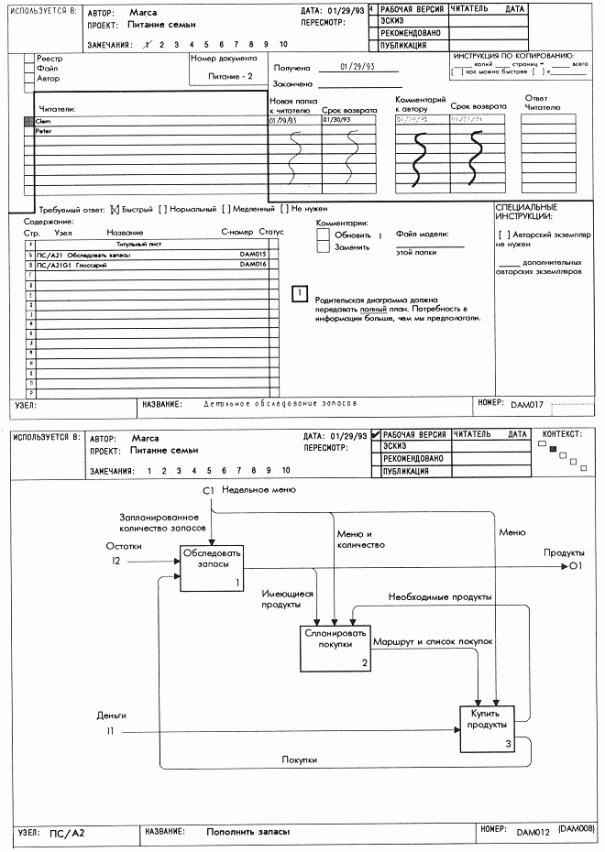 ИСПОЛЬЗУЕТСЯ В:
АВТОР: Marca
ДАТА: 01/29/93
РАБОЧАЯ ВЕРСИЯ ЧИТАТЕЛЬ ДАТА
ПРОЕКТ: Питание семьи
ПЕРЕСМОТР:
ЭСКИЗ
РЕКОМЕНДОВАНО
ЗАМЕЧАНИЯ: 1 2 3 4 5 6 7 8 9 10
ПУБЛИКАЦИЯ
Реестр
Файл
Автор
Номер документа
Питание - 2
Получена 01/29/93
Закончена
ИНСТРУКЦИЯ ПО КОПИРОВАНИЮ:
копий страниц = всего
[ ] как можно быстрее [ ] к
Читатели:
Clem
Peter
Новая папка к читателю
Срок возврата
Комментарий к автору
Срок возврата
Ответ Читателя
01/29/93 01/30/93
Требуемый ответ: [X] Быстрый [ ] Нормальный [ ] Медленный [ ] Не нужен
Содержание:
Стр. Узел Название C-номер Статус
Титульный лист
ПС/А21 Обследовать запасы DAM015
ПС/А21G1 Глоссарий DAM016
Комментарии:
Обновить
Заменить
Файл модели:
этой папки
СПЕЦИАЛЬНЫЕ
ИНСТРУКЦИИ:
[ ] Авторский экземпляр
не нужен
дополнительных
авторских экземпляров
1
Родительская диаграмма должна
передавать полный план. Потребность в
информации больше, чем мы предполагали.
УЗЕЛ:
НАЗВАНИЕ: Детальное обследование запасов
НОМЕР: DAM017
ИСПОЛЬЗУЕТСЯ В:
АВТОР: Marca
ДАТА: 01/29/93
РАБОЧАЯ ВЕРСИЯ ЧИТАТЕЛЬ ДАТА
КОНТЕКСТ:
ПРОЕКТ: Питание семьи
ПЕРЕСМОТР:
ЭСКИЗ
РЕКОМЕНДОВАНО
ЗАМЕЧАНИЯ: 1 2 3 4 5 6 7 8 9 10
ПУБЛИКАЦИЯ
C1 Недельное меню
Запланированное
количество запасов
Меню и
количество
Меню
Остатки
I2
Обследовать
запасы
1
Продукты
O1
Имеющиеся
продукты
Необходимые продукты
Спланировать
покупки
2
Маршрут и список покупок
Деньги
I1
Купить
продукты
3
Покупки
УЗЕЛ: ПС/А2
НАЗВАНИЕ: Пополнить запасы
НОМЕР: DAM012 (DAM008)